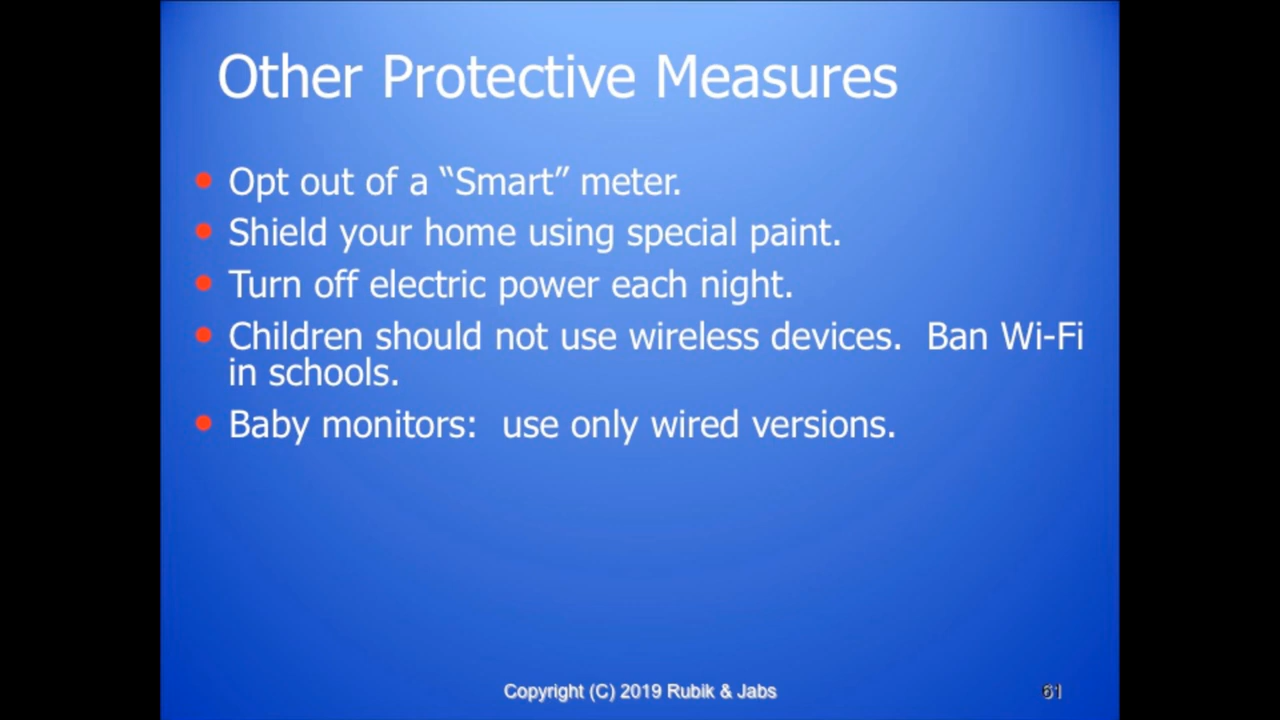 Other Protective Measures
Opt out of a “Smart” meter.
Shield your home using special paint.
Turn off electric power each night.
Children should not use wireless devices.  Ban Wi-Fi
in schools.
Baby monitors:  use only wired versions.
Copyright (C) 2019 Rubik & Jabs
61